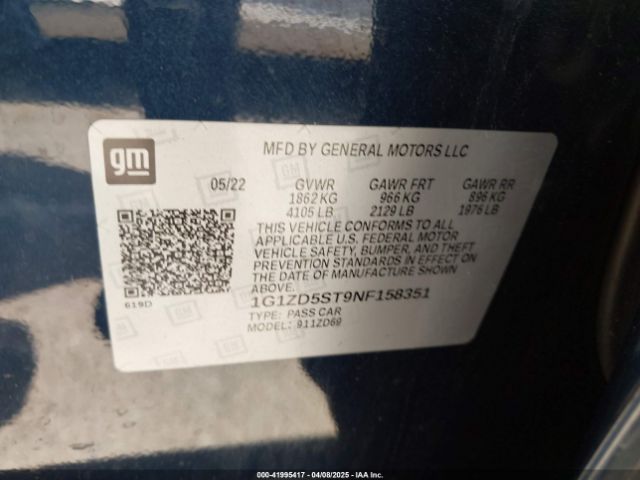 gm
MFD BY GENERAL MOTORS LLC
05/22 GVWR GAWR FRT GAWR RR
1862 KG 966 KG 896 KG
4105 LB 2129 LB 1976 LB
THIS VEHICLE CONFORMS TO ALL
APPLICABLE U.S. FEDERAL MOTOR
VEHICLE SAFETY, BUMPER, AND THEFT
PREVENTION STANDARDS IN EFFECT
ON THE DATE OF MANUFACTURE SHOWN
ABOVE.
619D
1G1ZD5ST9NF158351
TYPE: PASS CAR
MODEL: 911ZD69
000-41995417 - 04/08/2025 - IAA Inc.